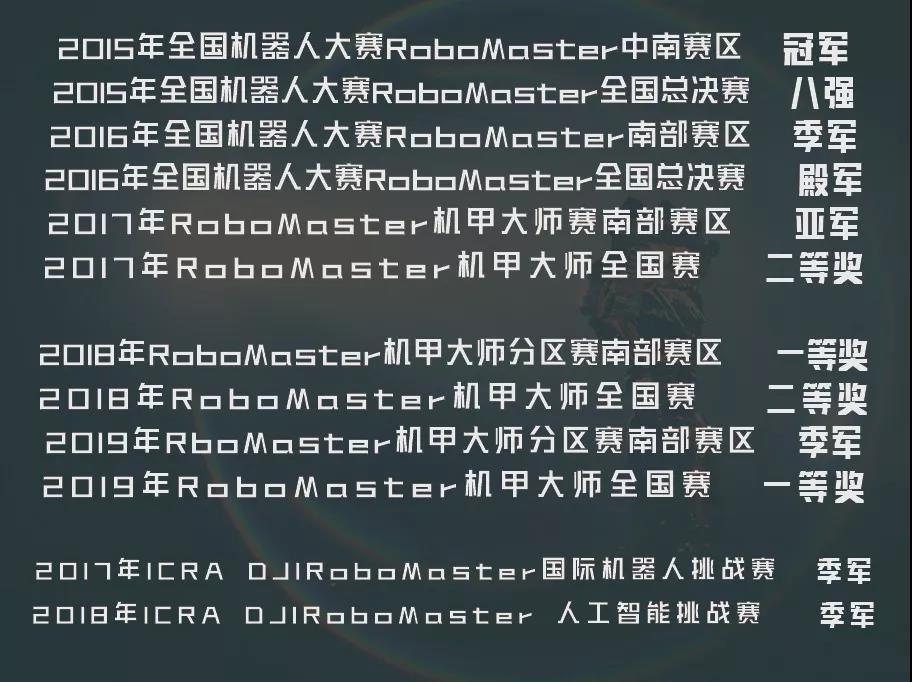 2015年全国机器人大赛RoboMaster中南赛区 冠军
2015年全国机器人大赛RoboMaster全国总决赛 八强
2016年全国机器人大赛RoboMaster南部赛区 季军
2016年全国机器人大赛RoboMaster全国总决赛 殿军
2017年RoboMaster机甲大师赛南部赛区 亚军
2017年RoboMaster机甲大师全国赛 二等奖
2018年RoboMaster机甲大师分区赛南部赛区 一等奖
2018年RoboMaster机甲大师全国赛 二等奖
2019年RboMaster机甲大师分区赛南部赛区 季军
2019年RoboMaster机甲大师全国赛 一等奖
2017年ICRA DJIRoboMaster国际机器人挑战赛 季军
2018年ICRA DJIRoboMaster 人工智能挑战赛 季军